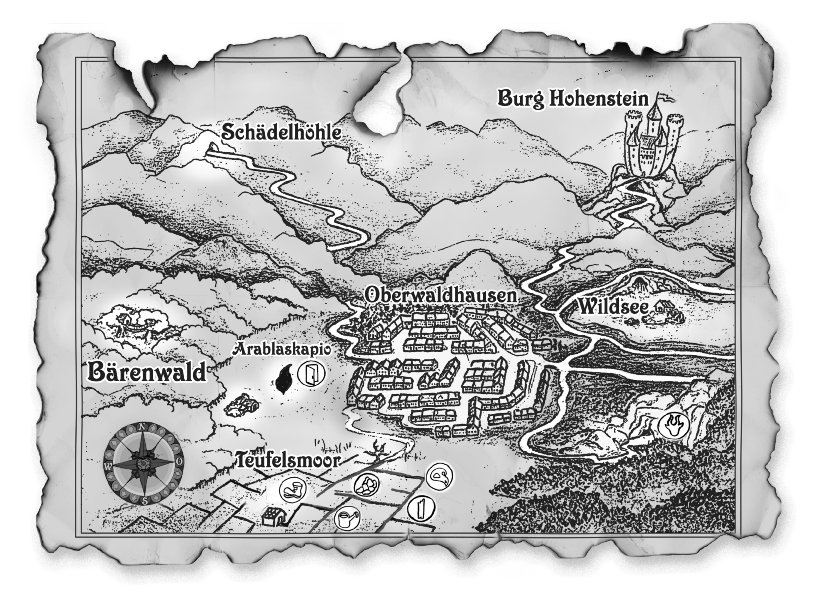 Burg Hohenstein
Schädelhöhle
Oberwaldhausen
Wildsee
Arablaskapio
Bärenwald
N
W
O
S
Teufelsmoor